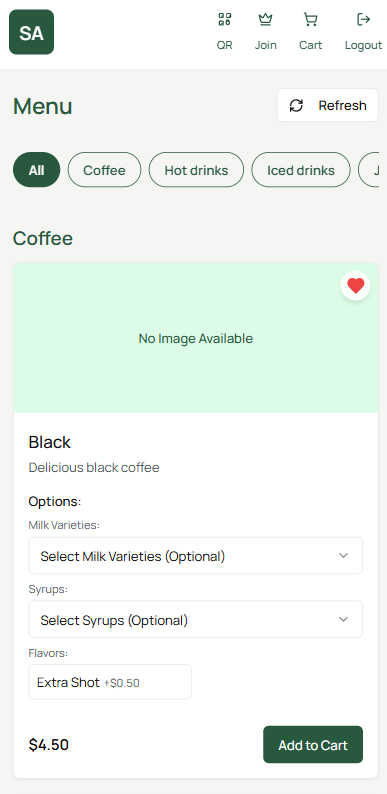 SA
QR
Join
Cart
Logout
Menu
Refresh
All
Coffee
Hot drinks
Iced drinks
J
Coffee
No Image Available
Black
Delicious black coffee
Options:
Milk Varieties:
Select Milk Varieties (Optional)
Syrups:
Select Syrups (Optional)
Flavors:
Extra Shot +$0.50
$4.50
Add to Cart